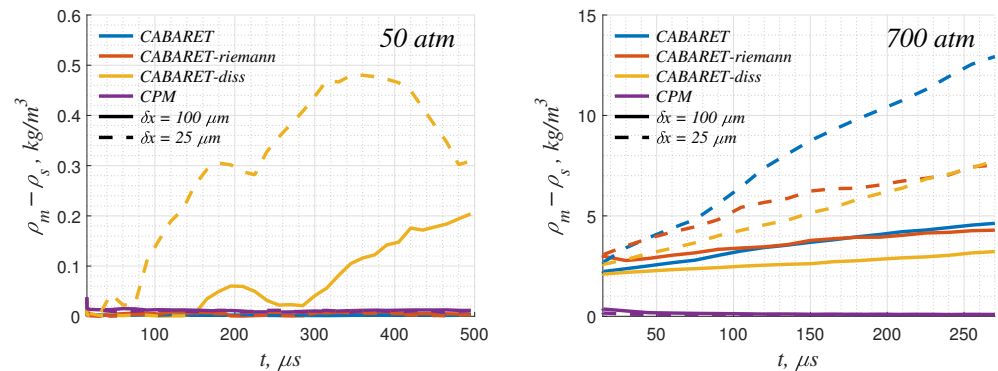 0.6
0.5
0.4
0.3
0.2
0.1
0
ρm − ρs , kg/m³
50 atm
CABARET
CABARET-riemann
CABARET-diss
CPM
δx = 100 μm
δx = 25 μm
100
200
300
400
500
t, μs
15
10
5
0
ρm − ρs , kg/m³
700 atm
CABARET
CABARET-riemann
CABARET-diss
CPM
δx = 100 μm
δx = 25 μm
50
100
150
200
250
t, μs